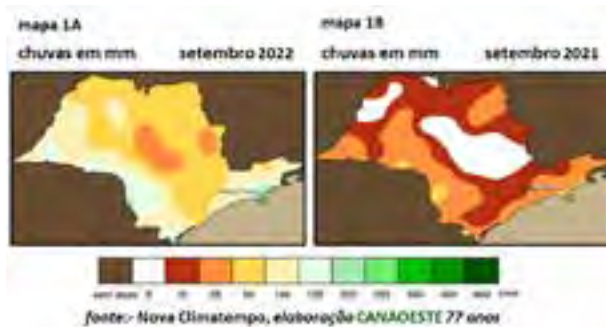 mapa 1A
chuvas em mm setembro 2022
mapa 1B
chuvas em mm setembro 2021
fonte:- Nova Climatempo, elaboração CANAOESTE 77 anos